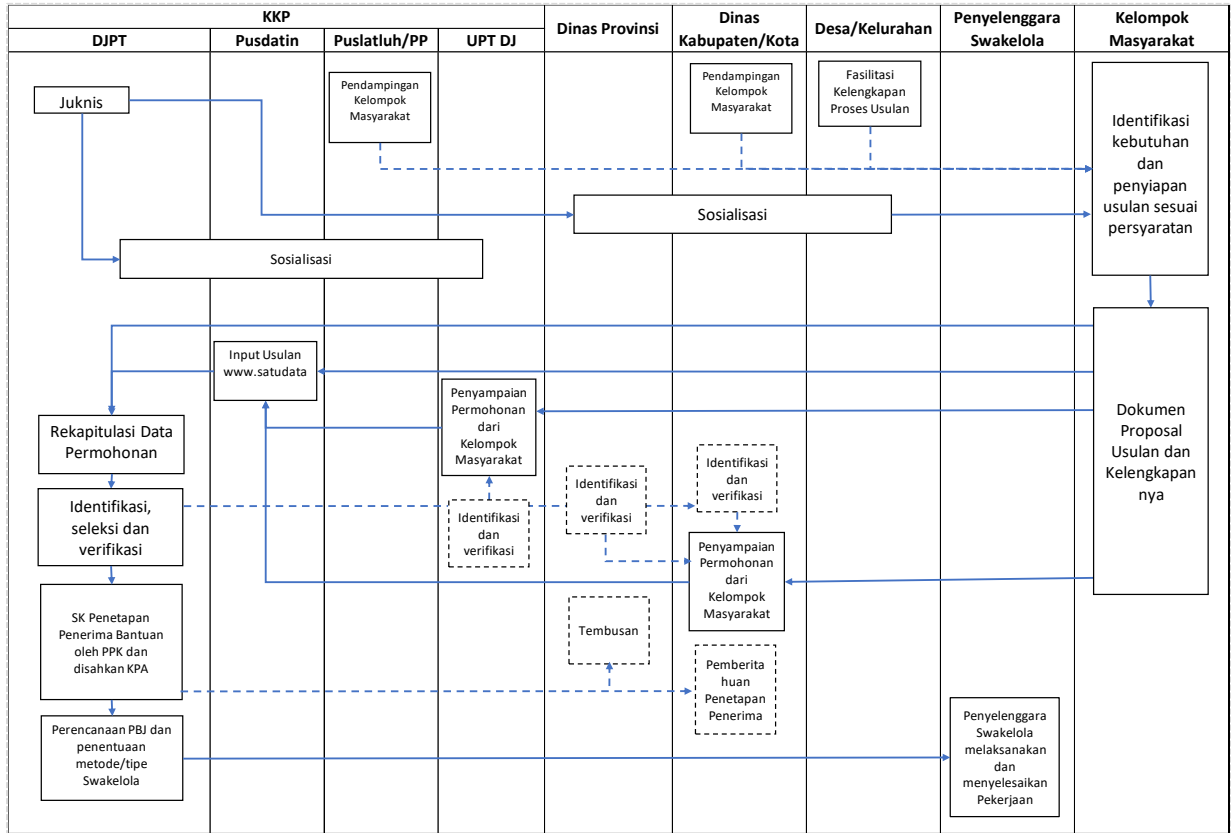 KKP
Dinas Provinsi
Dinas
Kabupaten/Kota
Desa/Kelurahan
Penyelenggara
Swakelola
Kelompok
Masyarakat
DJPT
Pusdatin
Puslatluh/PP
UPT DJ
Juknis
Pendampingan
Kelompok
Masyarakat
Pendampingan
Kelompok
Masyarakat
Fasilitasi
Kelengkapan
Proses Usulan
Identifikasi
kebutuhan
dan
penyiapan
usulan sesuai
persyaratan
Sosialisasi
Sosialisasi
Input Usulan
www.satudata
Penyampaian
Permohonan
dari
Kelompok
Masyarakat
Dokumen
Proposal
Usulan dan
Kelengkapan
nya
Rekapitulasi Data
Permohonan
Identifikasi,
seleksi dan
verifikasi
Identifikasi
dan
verifikasi
Identifikasi
dan
verifikasi
Identifikasi
dan
verifikasi
Penyampaian
Permohonan
dari
Kelompok
Masyarakat
SK Penetapan
Penerima Bantuan
oleh PPK dan
disahkan KPA
Tembusan
Pemberita
huan
Penetapan
Penerima
Perencanaan PBJ dan
penentuaan
metode/tipe
Swakelola
Penyelenggara
Swakelola
melaksanakan
dan
menyelesaikan
Pekerjaan